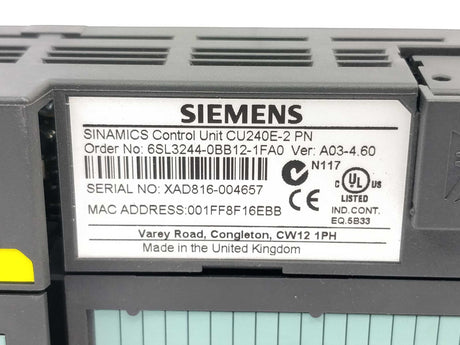 SIEMENS
SINAMICS Control Unit CU240E-2 PN
Order No: 6SL3244-0BB12-1FA0 Ver: A03-4.60
N117
SERIAL NO: XAD816-004657
MAC ADDRESS:001FF8F16EBB
C UL US
LISTED
IND.CONT.
EQ.5B33
Varey Road, Congleton, CW12 1PH
Made in the United Kingdom